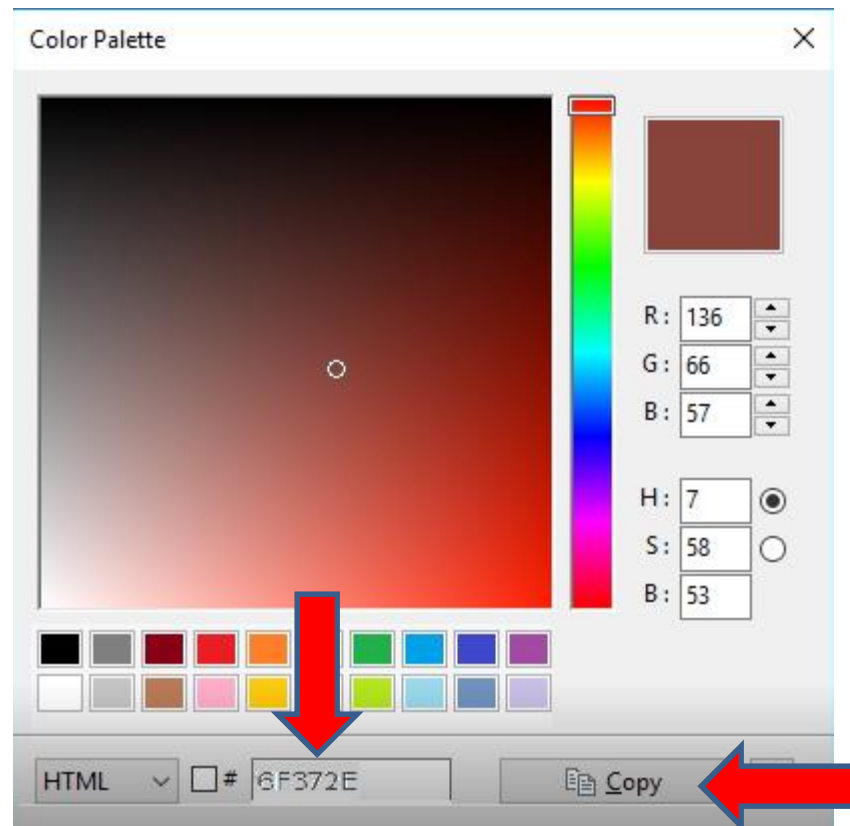 Color Palette
R: 136
G: 66
B: 57
H: 7
S: 58
B: 53
HTML # 6F372E Copy